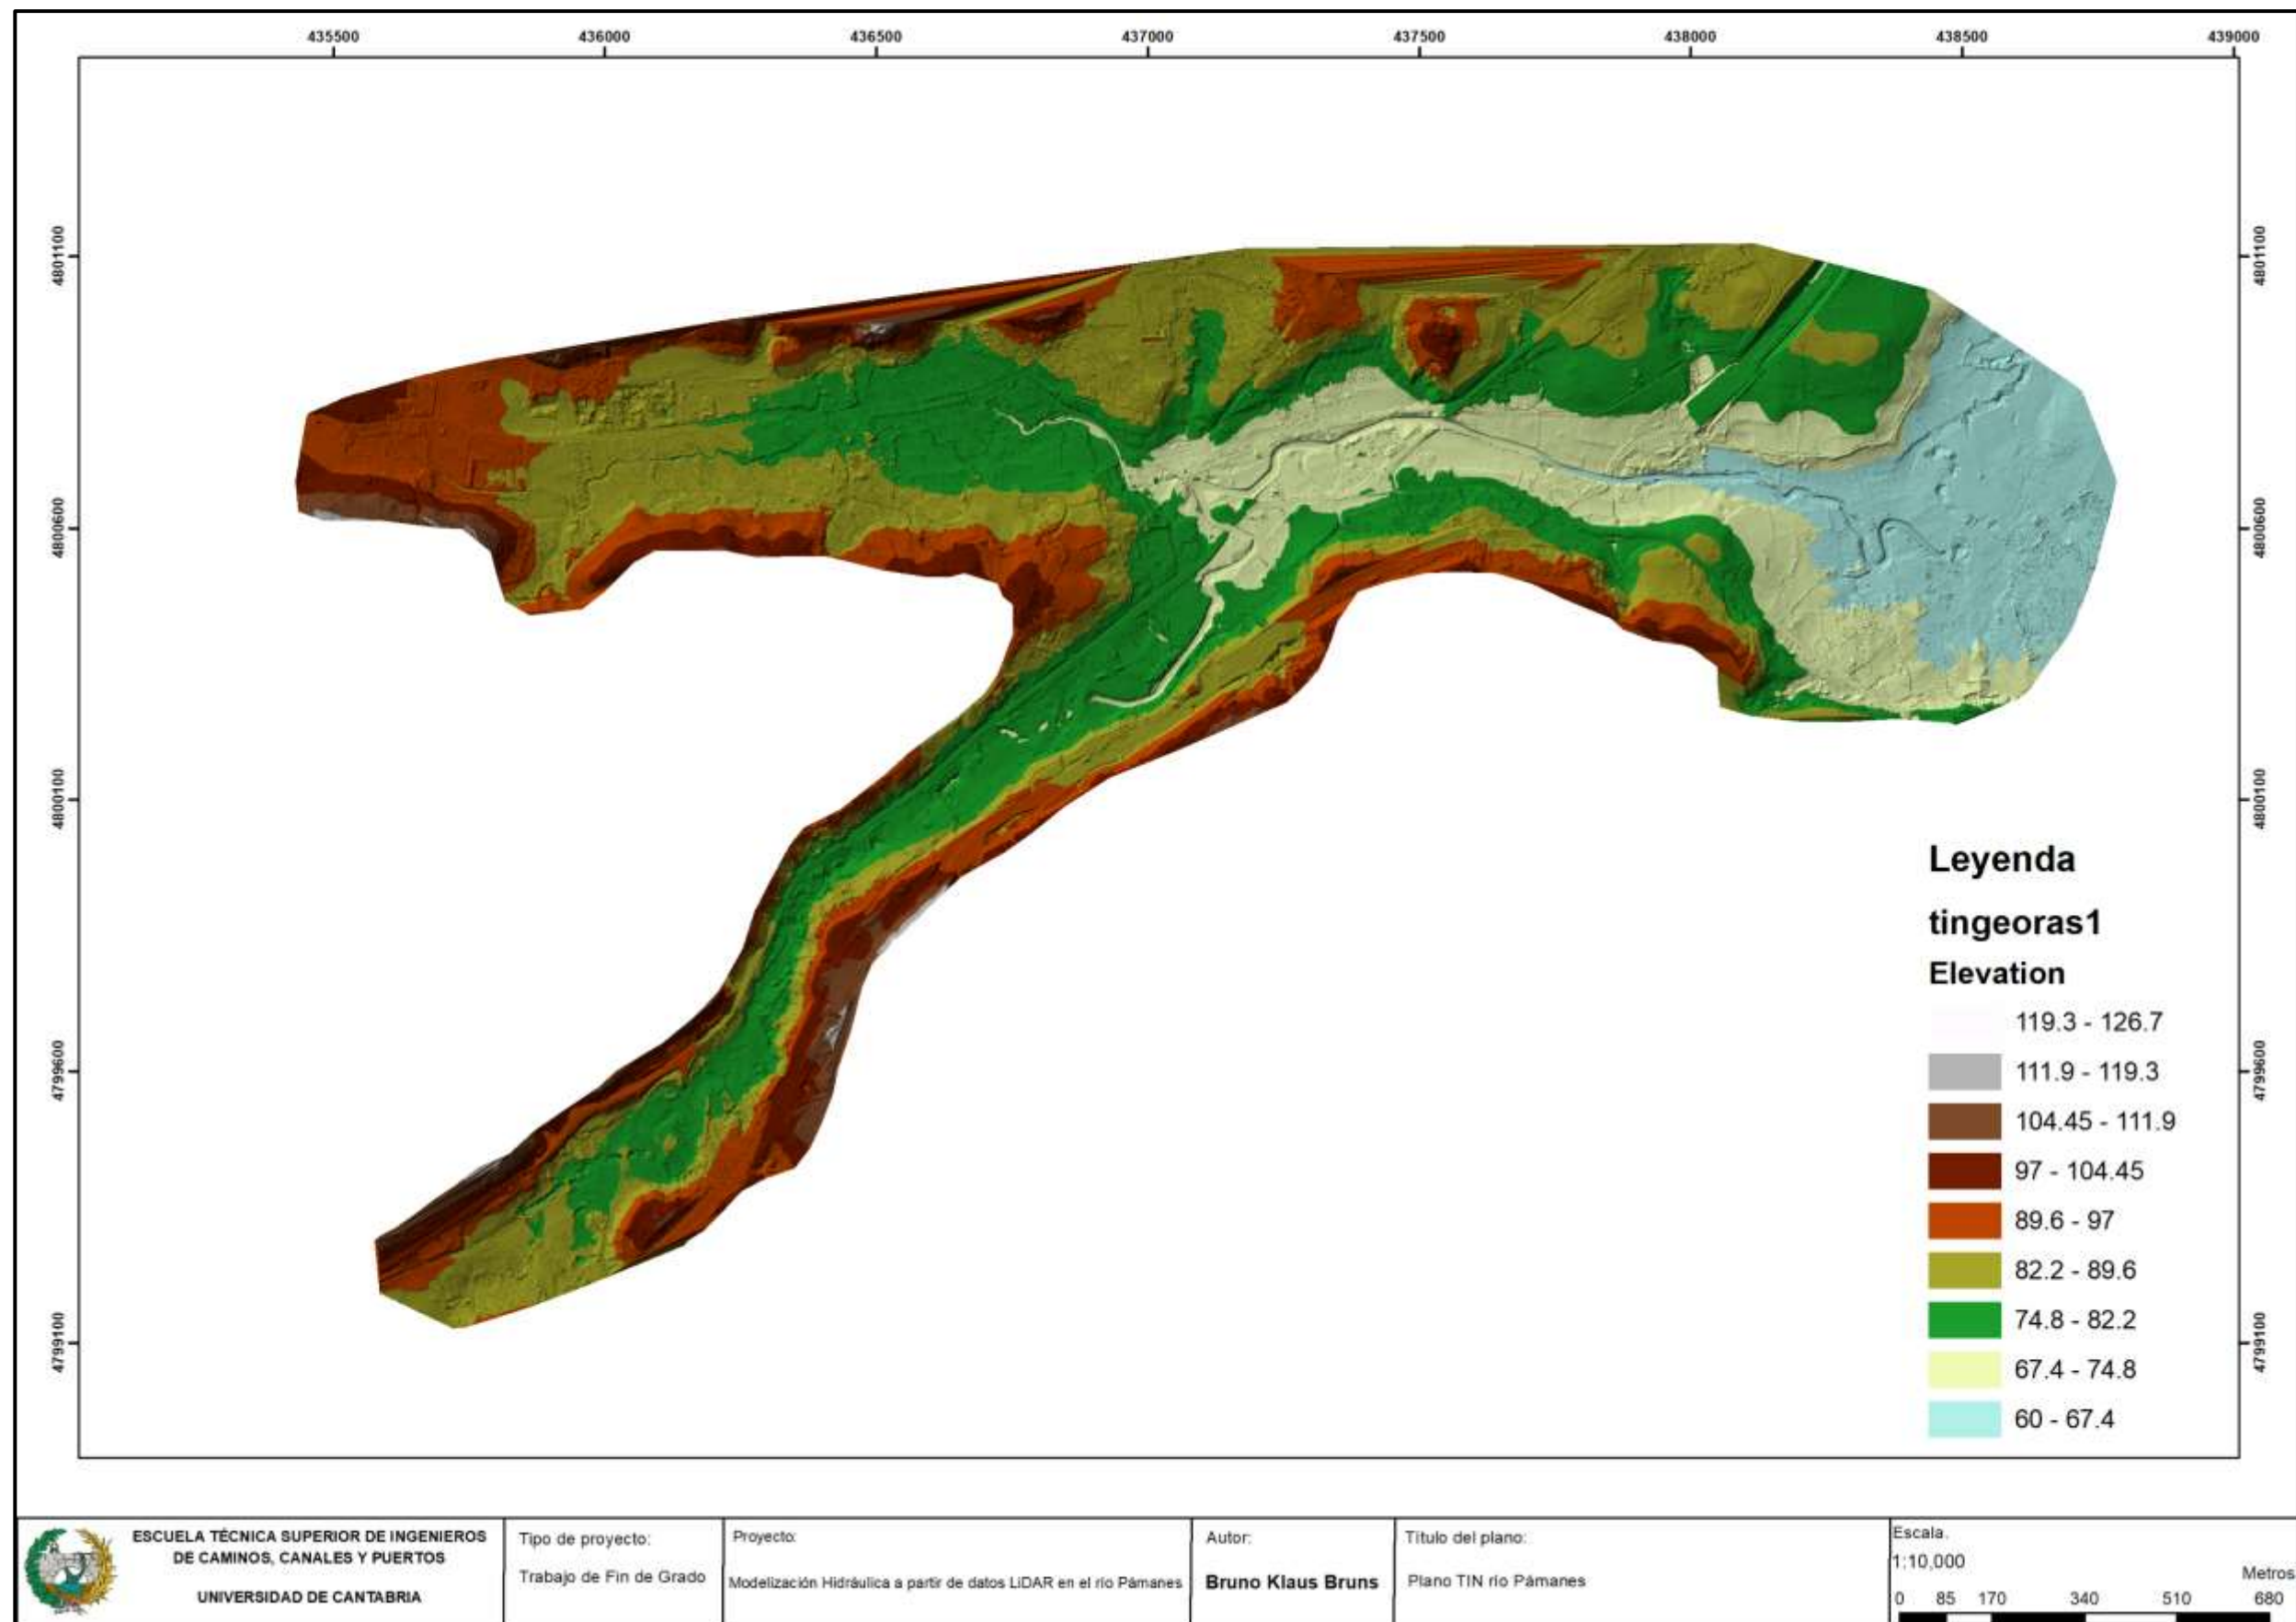 435500 436000 436500 437000 437500 438000 438500 439000
4801100 4801100
4800600 4800600
4800100 4800100
4799600 4799600
4799100 4799100
Leyenda
tingeoras1
Elevation
119.3 - 126.7
111.9 - 119.3
104.45 - 111.9
97 - 104.45
89.6 - 97
82.2 - 89.6
74.8 - 82.2
67.4 - 74.8
60 - 67.4
ESCUELA TÉCNICA SUPERIOR DE INGENIEROS
DE CAMINOS, CANALES Y PUERTOS
UNIVERSIDAD DE CANTABRIA
Tipo de proyecto:
Trabajo de Fin de Grado
Proyecto:
Modelización Hidráulica a partir de datos LiDAR en el río Pámanes
Autor:
Bruno Klaus Bruns
Título del plano:
Plano TIN río Pámanes
Escala.
1:10,000
Metros
0 85 170 340 510 680